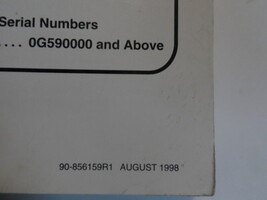 Serial Numbers
.... 0G590000 and Above
90-856159R1 AUGUST 1998